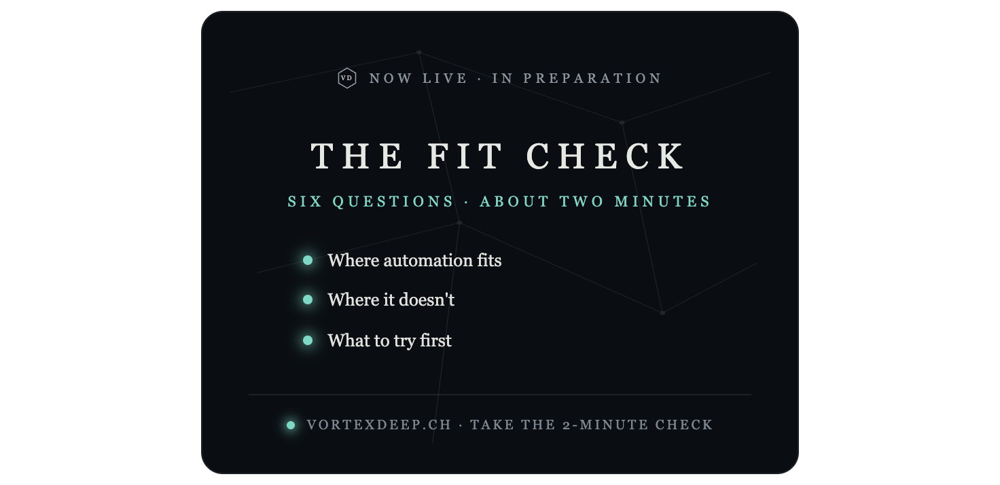 VD NOW LIVE · IN PREPARATION
THE FIT CHECK
SIX QUESTIONS · ABOUT TWO MINUTES
Where automation fits
Where it doesn't
What to try first
VORTEXDEEP.CH · TAKE THE 2-MINUTE CHECK